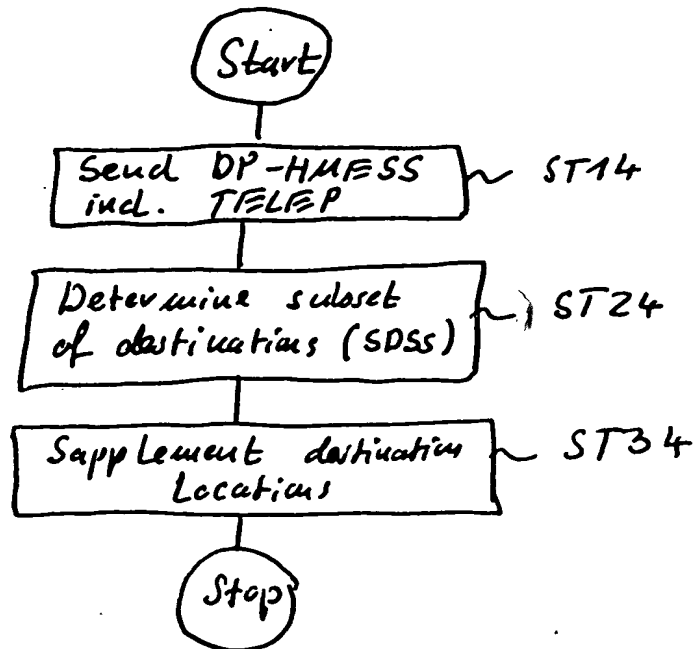 Start
Send DP-HMESS
incl. TELEP
ST14
Determine subset
of destinations (SDSs)
ST24
Supplement destination
Locations
ST34
Stop